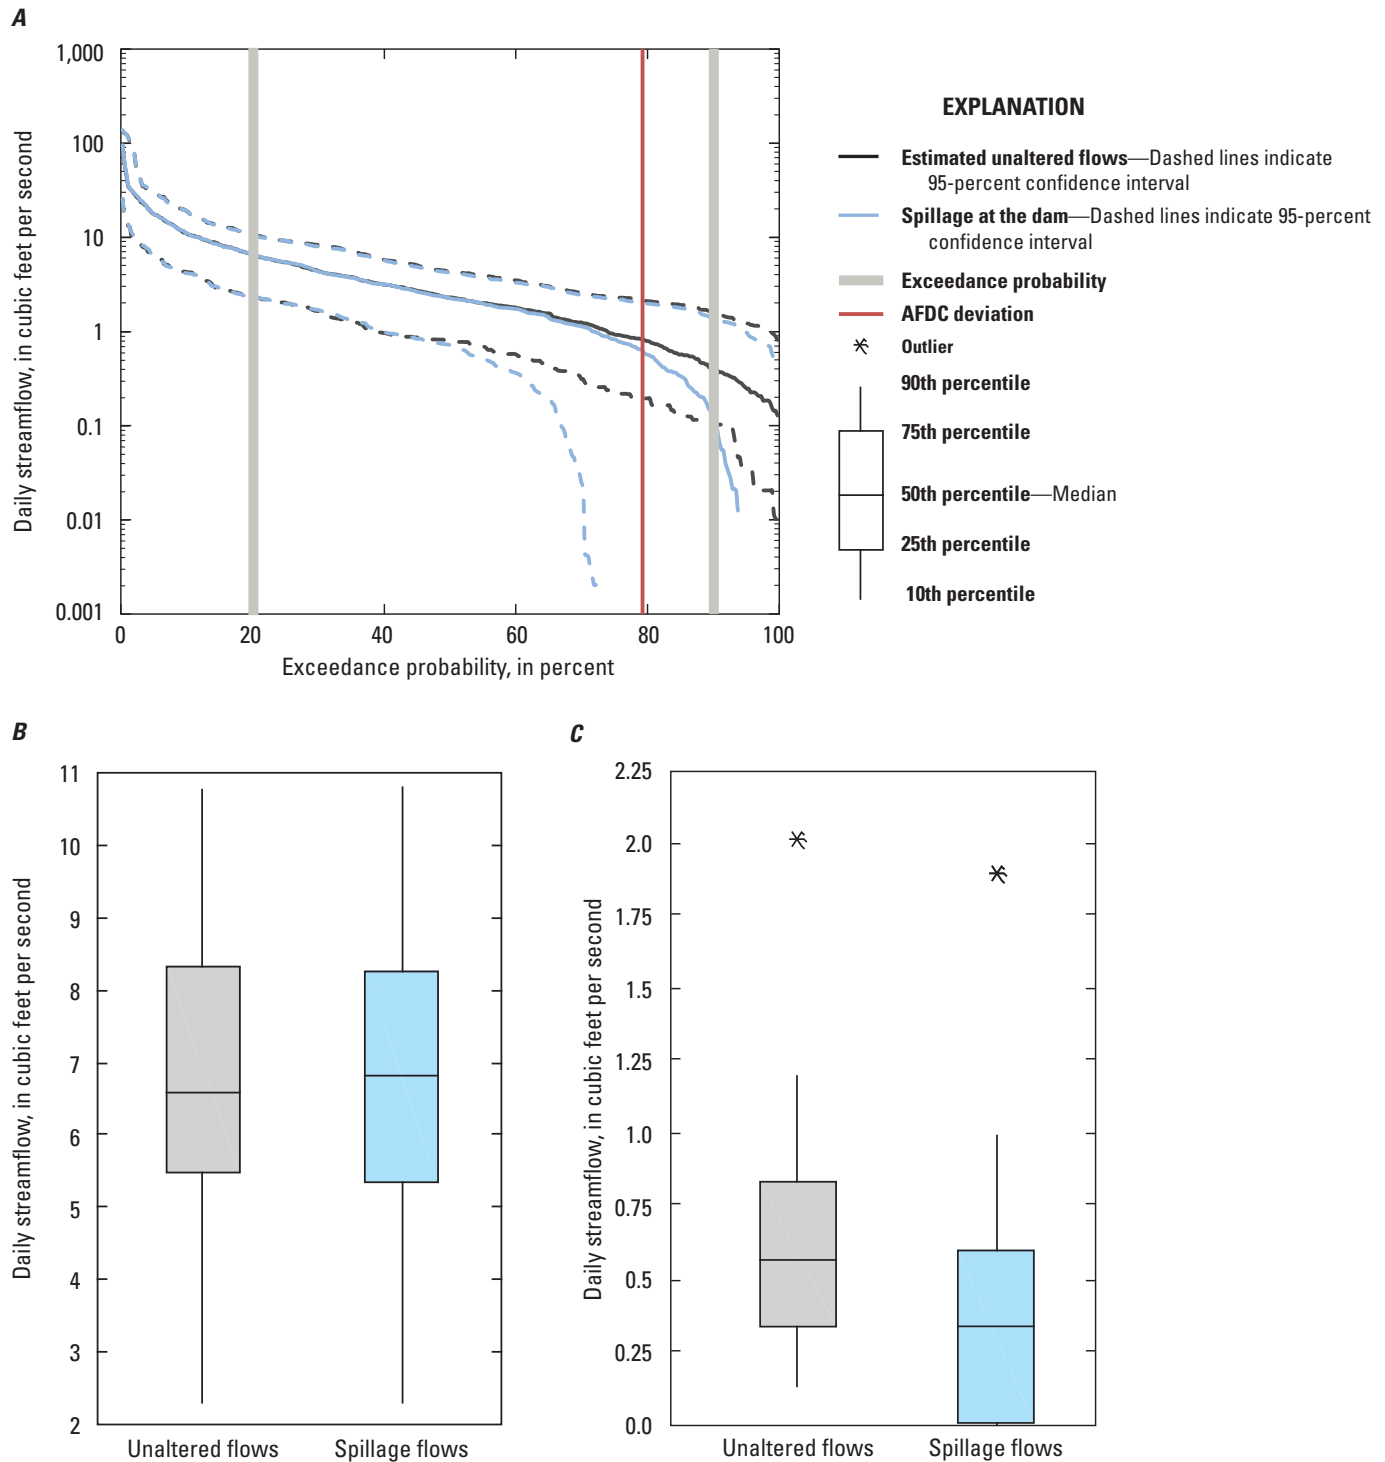 A
1,000
100
10
1
0.1
0.01
0.001
Daily streamflow, in cubic feet per second
0 20 40 60 80 100
Exceedance probability, in percent
EXPLANATION
Estimated unaltered flows—Dashed lines indicate
95-percent confidence interval
Spillage at the dam—Dashed lines indicate 95-percent
confidence interval
Exceedance probability
AFDC deviation
Outlier
90th percentile
75th percentile
50th percentile—Median
25th percentile
10th percentile
B
11
10
9
8
7
6
5
4
3
2
Daily streamflow, in cubic feet per second
Unaltered flows Spillage flows
C
2.25
2.0
1.75
1.5
1.25
1.0
0.75
0.5
0.25
0.0
Daily streamflow, in cubic feet per second
Unaltered flows Spillage flows